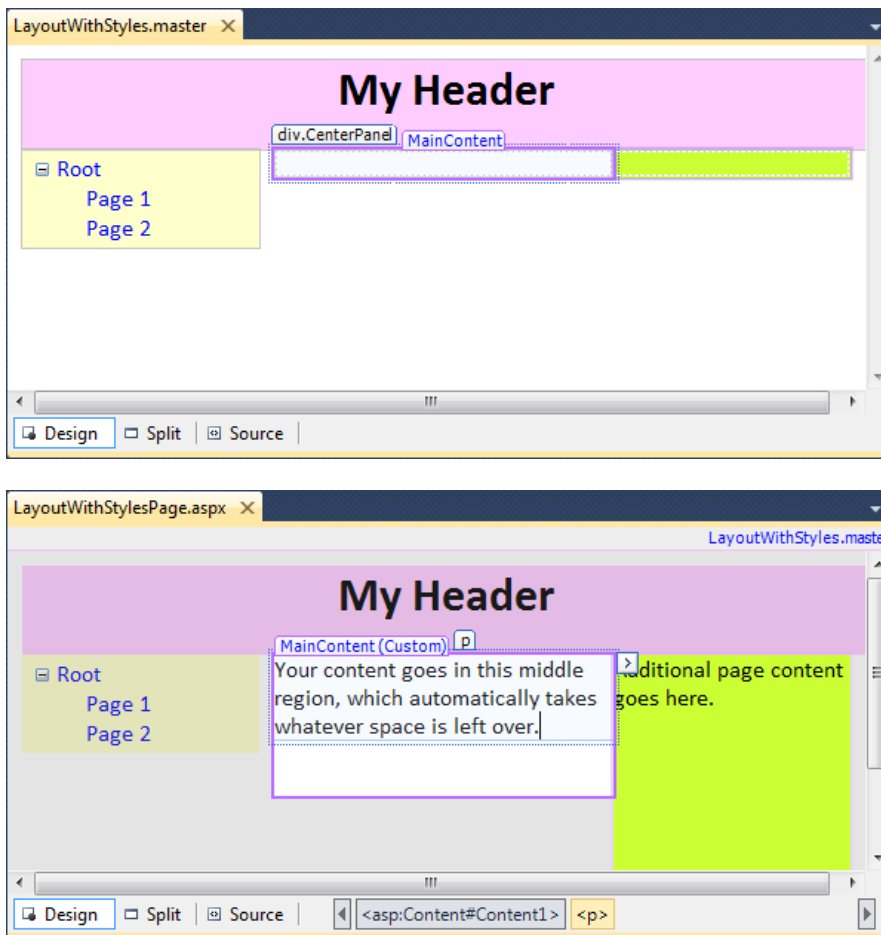 LayoutWithStyles.master
My Header
div.CenterPanel MainContent
Root
Page 1
Page 2
Design Split Source
LayoutWithStylesPage.aspx
LayoutWithStyles.maste
My Header
MainContent (Custom) p
Root
Page 1
Page 2
Your content goes in this middle
region, which automatically takes
whatever space is left over.
page content
goes here.
Design Split Source <asp:Content#Content1> <p>